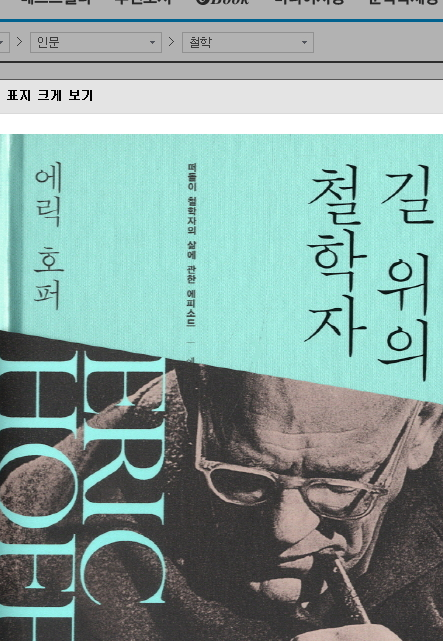 eBook
인문
철학
표지 크게 보기
길 위의
철학자
떠돌이 철학자의 삶에 관한 에피소드
에릭 호퍼
ERIC
HOFF